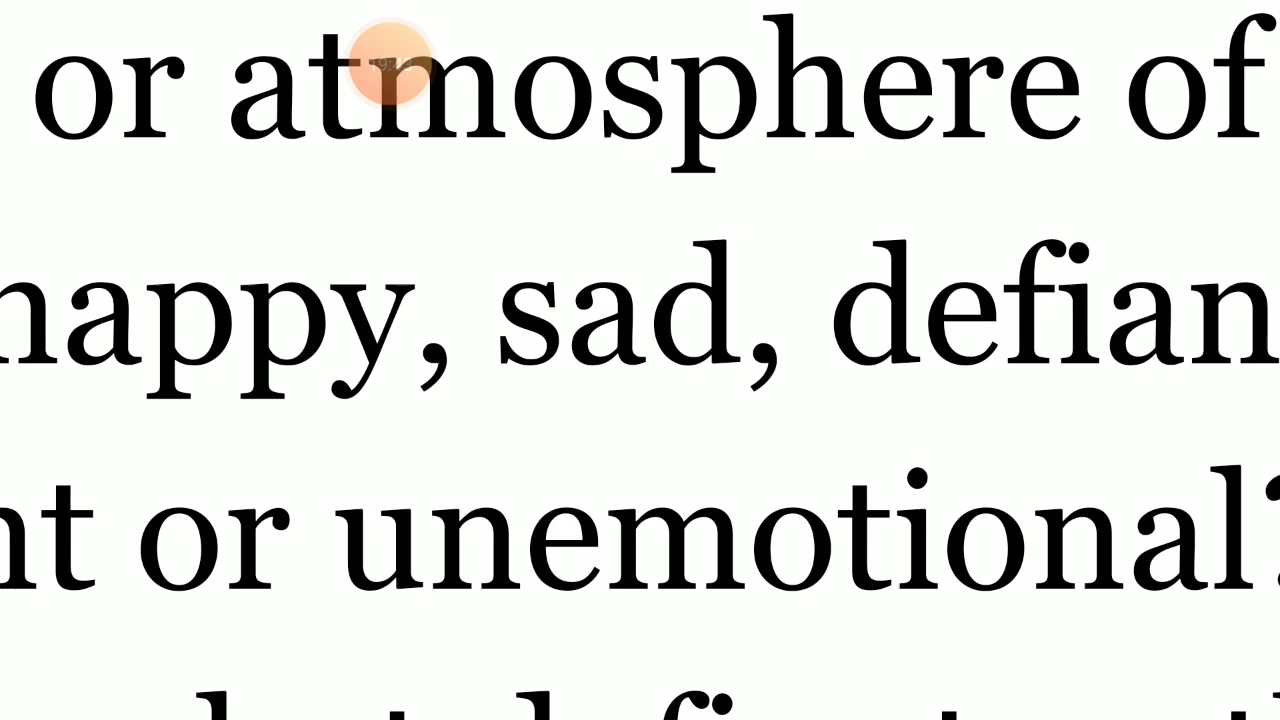 or atmosphere of
happy, sad, defian
nt or unemotional?